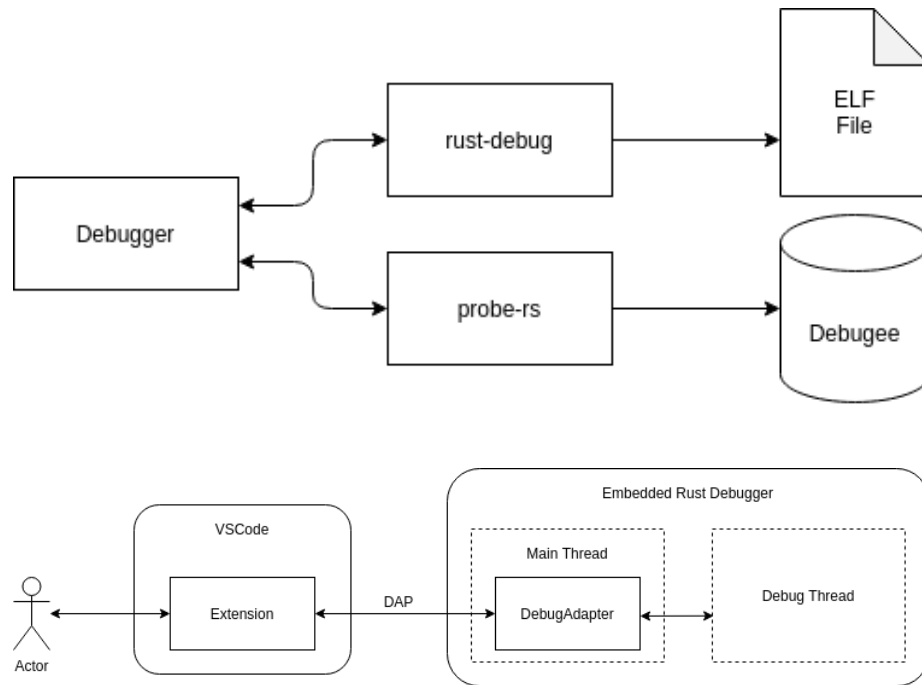 rust-debug
ELF
File
Debugger
probe-rs
Debugee
Embedded Rust Debugger
VSCode
Main Thread
Extension
DAP
DebugAdapter
Debug Thread
Actor